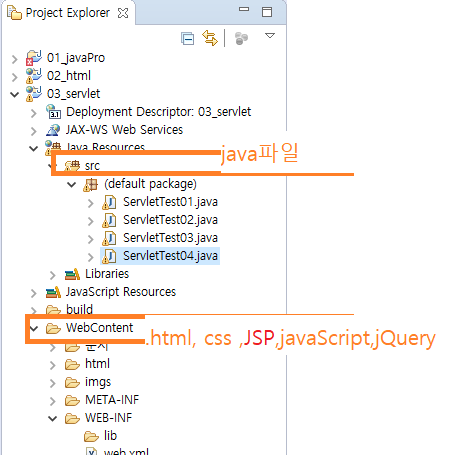 Project Explorer
01_javaPro
02_html
03_servlet
Deployment Descriptor: 03_servlet
JAX-WS Web Services
Java Resources
java파일
src
(default package)
ServletTest01.java
ServletTest02.java
ServletTest03.java
ServletTest04.java
Libraries
JavaScript Resources
build
WebContent
.html, css ,JSP,javaScript,jQuery
html
imgs
META-INF
WEB-INF
lib
web.xml